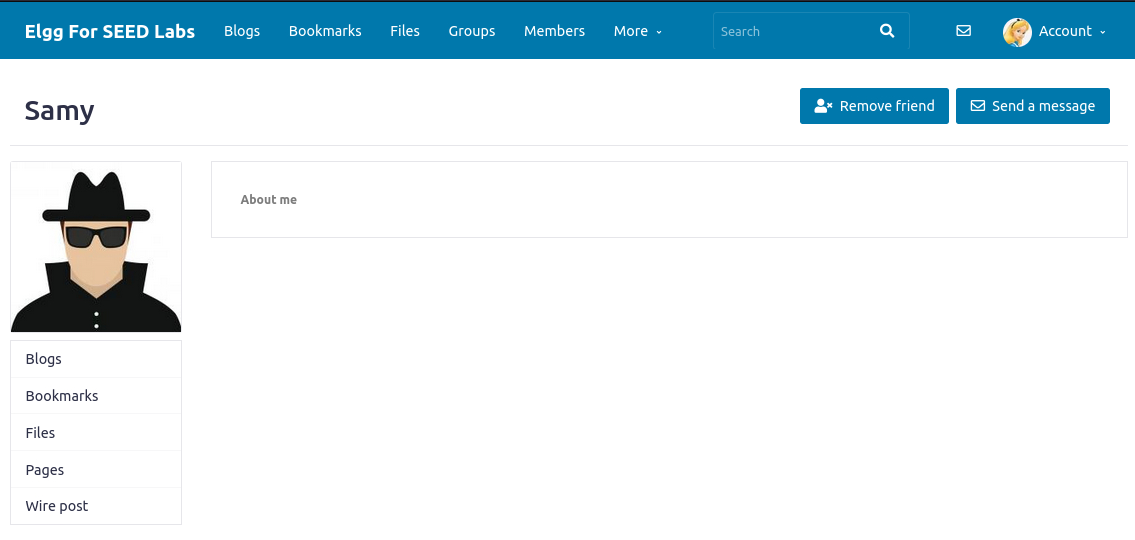 Elgg For SEED Labs Blogs Bookmarks Files Groups Members More Search Account
Samy Remove friend Send a message
About me
Blogs
Bookmarks
Files
Pages
Wire post